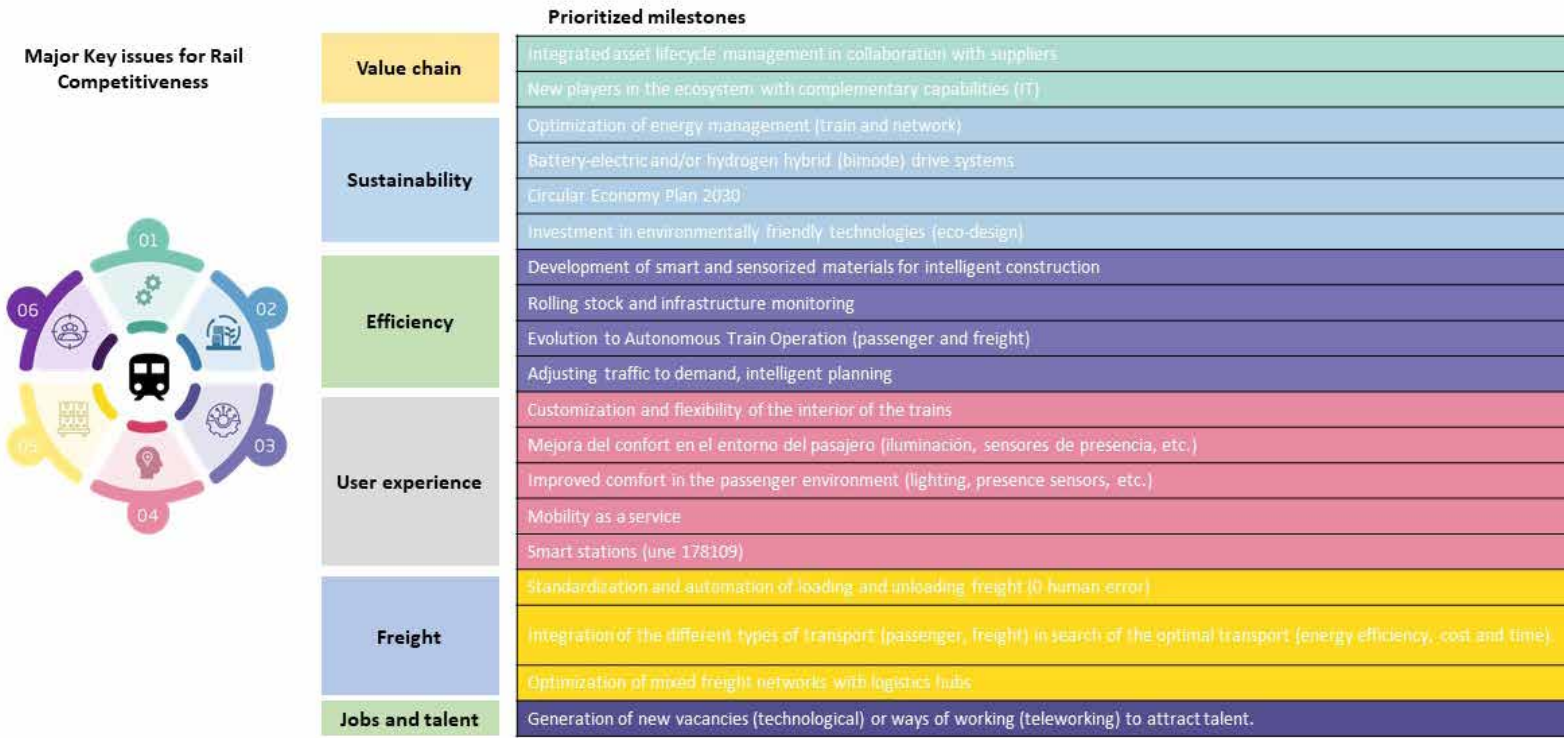 Prioritized milestones
Major Key issues for Rail
Competitiveness
01
02
03
04
05
06
Value chain
Integrated asset lifecycle management in collaboration with suppliers
New players in the ecosystem with complementary capabilities (IT)
Sustainability
Optimization of energy management (train and network)
Battery-electric and/or hydrogen hybrid (bimode) drive systems
Circular Economy Plan 2030
Investment in environmentally friendly technologies (eco-design)
Efficiency
Development of smart and sensorized materials for intelligent construction
Rolling stock and infrastructure monitoring
Evolution to Autonomous Train Operation (passenger and freight)
Adjusting traffic to demand, intelligent planning
User experience
Customization and flexibility of the interior of the trains
Mejora del confort en el entorno del pasajero (iluminación, sensores de presencia, etc.)
Improved comfort in the passenger environment (lighting, presence sensors, etc.)
Mobility as a service
Smart stations (une 178109)
Freight
Standardization and automation of loading and unloading freight (0 human error)
Integration of the different types of transport (passenger, freight) in search of the optimal transport (energy efficiency, cost and time).
Optimization of mixed freight networks with logistics hubs
Jobs and talent
Generation of new vacancies (technological) or ways of working (teleworking) to attract talent.